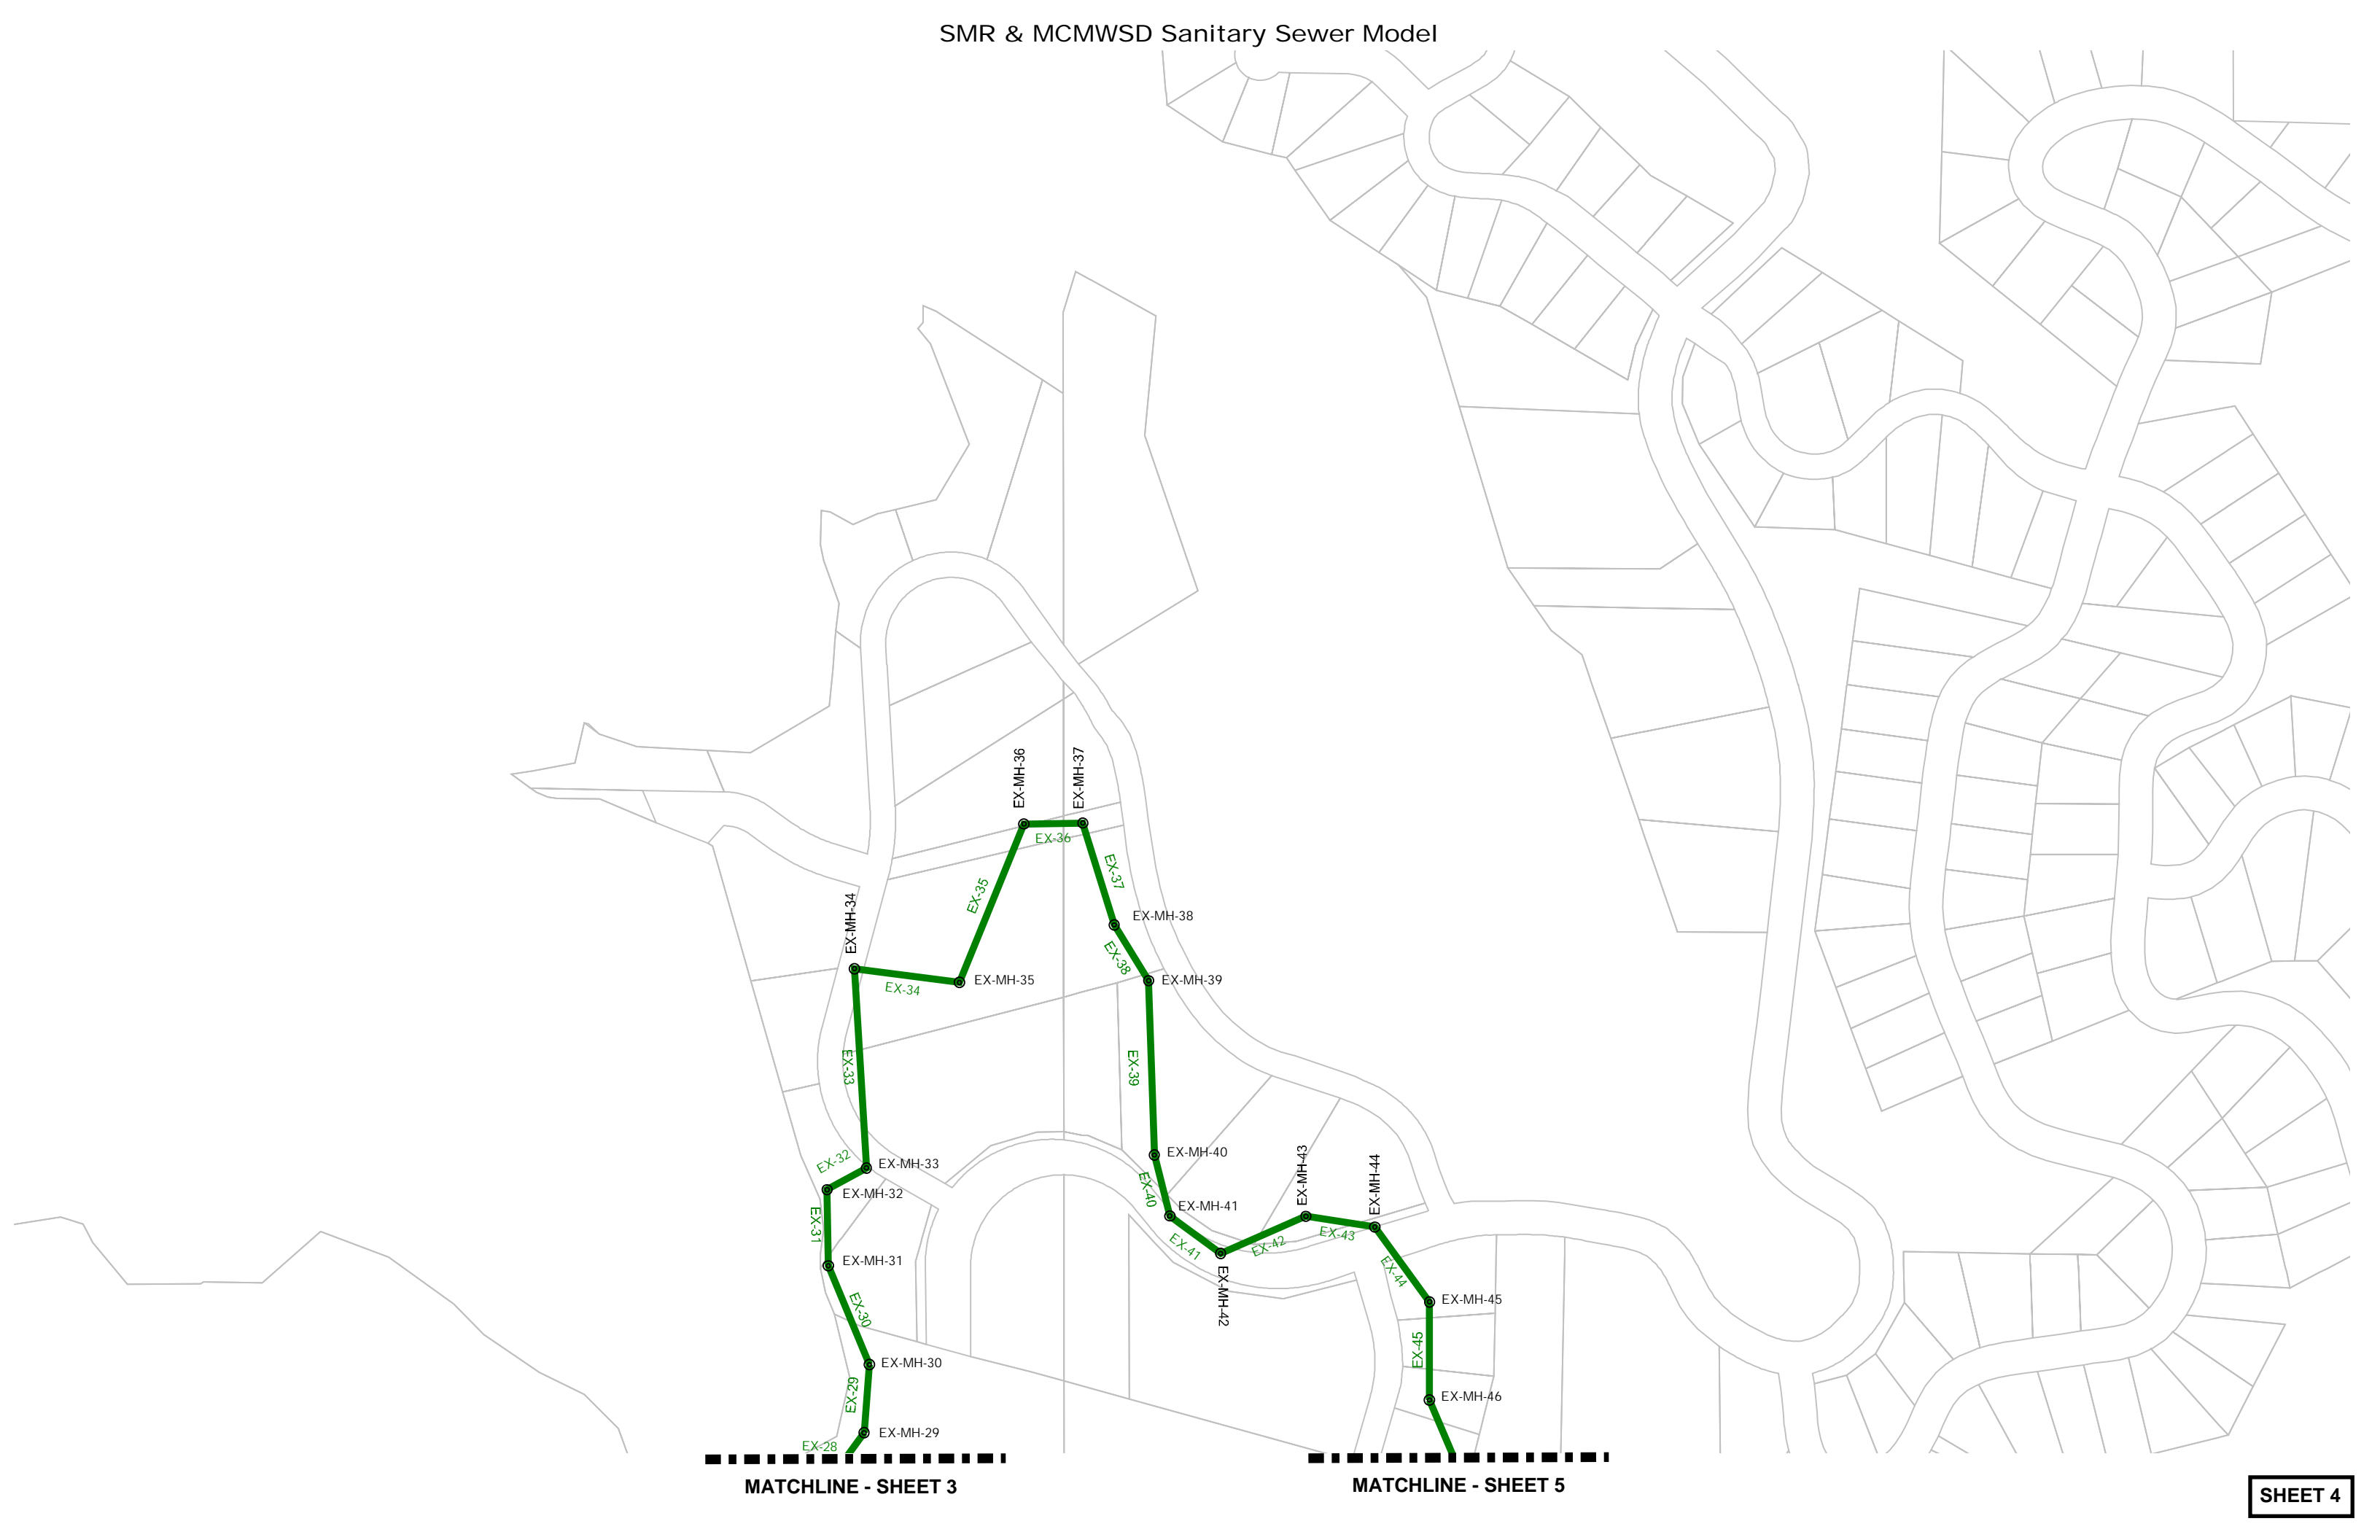 SMR & MCMWSD Sanitary Sewer Model
EX-MH-36
EX-MH-37
EX-36
EX-37
EX-35
EX-MH-34
EX-MH-38
EX-38
EX-MH-35
EX-MH-39
EX-34
EX-33
EX-39
EX-32
EX-MH-33
EX-MH-40
EX-MH-43
EX-MH-44
EX-MH-32
EX-40
EX-MH-41
EX-31
EX-41
EX-42
EX-43
EX-MH-31
EX-44
EX-MH-42
EX-30
EX-MH-45
EX-45
EX-MH-30
EX-29
EX-MH-46
EX-MH-29
EX-28
MATCHLINE - SHEET 3
MATCHLINE - SHEET 5
SHEET 4